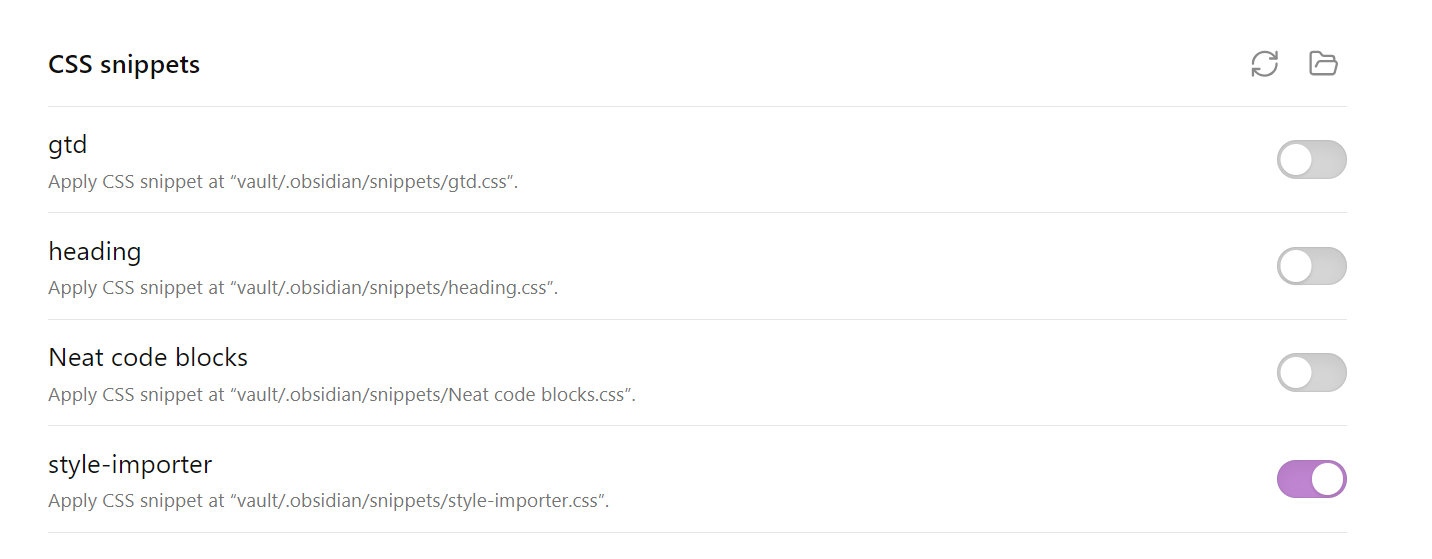 CSS snippets
gtd
Apply CSS snippet at “vault/.obsidian/snippets/gtd.css”.
heading
Apply CSS snippet at “vault/.obsidian/snippets/heading.css”.
Neat code blocks
Apply CSS snippet at “vault/.obsidian/snippets/Neat code blocks.css”.
style-importer
Apply CSS snippet at “vault/.obsidian/snippets/style-importer.css”.